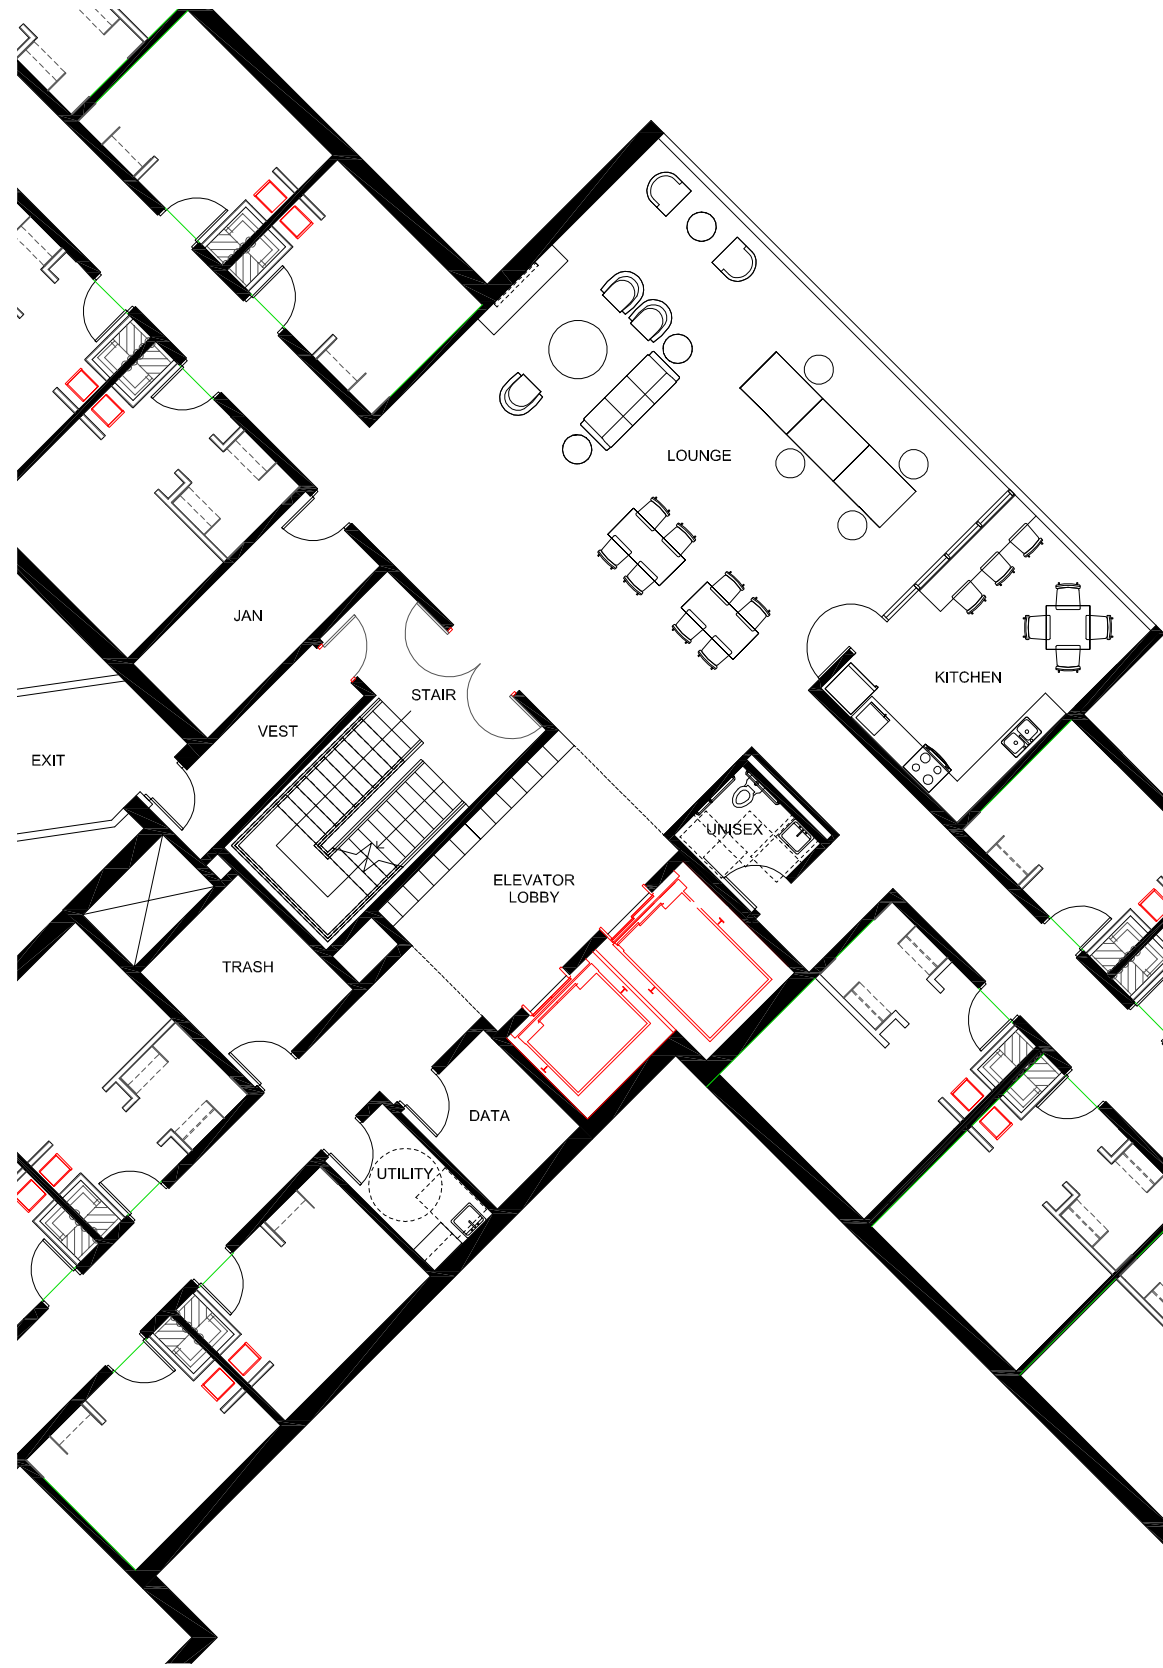 LOUNGE
JAN
KITCHEN
STAIR
VEST
EXIT
UNISEX
ELEVATOR
LOBBY
TRASH
DATA
UTILITY